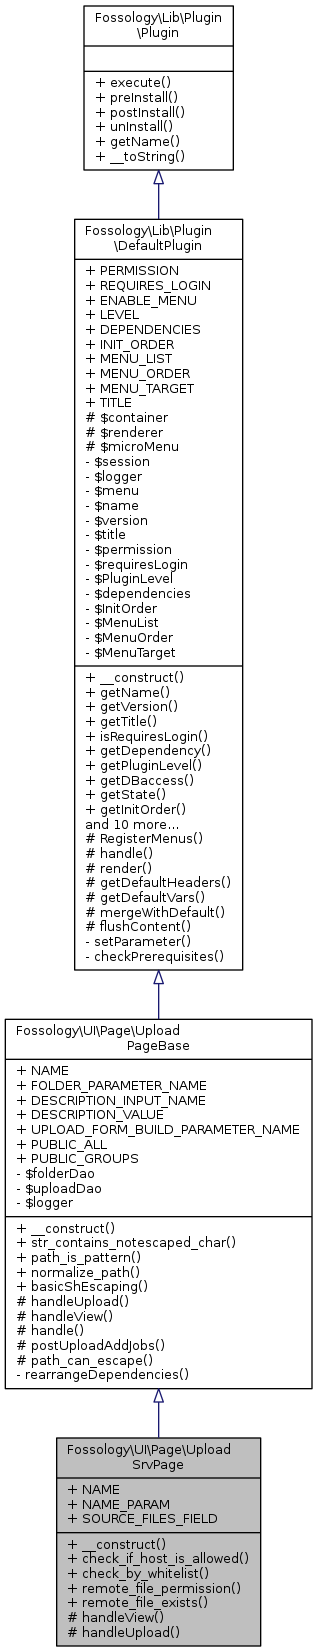 Fossology\Lib\Plugin
\Plugin
+ execute()
+ preInstall()
+ postInstall()
+ unInstall()
+ getName()
+ __toString()
Fossology\Lib\Plugin
\DefaultPlugin
+ PERMISSION
+ REQUIRES_LOGIN
+ ENABLE_MENU
+ LEVEL
+ DEPENDENCIES
+ INIT_ORDER
+ MENU_LIST
+ MENU_ORDER
+ MENU_TARGET
+ TITLE
# $container
# $renderer
# $microMenu
- $session
- $logger
- $menu
- $name
- $version
- $title
- $permission
- $requiresLogin
- $PluginLevel
- $dependencies
- $InitOrder
- $MenuList
- $MenuOrder
- $MenuTarget
+ __construct()
+ getName()
+ getVersion()
+ getTitle()
+ isRequiresLogin()
+ getDependency()
+ getPluginLevel()
+ getDBaccess()
+ getState()
+ getInitOrder()
and 10 more...
# RegisterMenus()
# handle()
# render()
# getDefaultHeaders()
# getDefaultVars()
# mergeWithDefault()
# flushContent()
- setParameter()
- checkPrerequisites()
Fossology\UI\Page\Upload
PageBase
+ NAME
+ FOLDER_PARAMETER_NAME
+ DESCRIPTION_INPUT_NAME
+ DESCRIPTION_VALUE
+ UPLOAD_FORM_BUILD_PARAMETER_NAME
+ PUBLIC_ALL
+ PUBLIC_GROUPS
- $folderDao
- $uploadDao
- $logger
+ __construct()
+ str_contains_notescaped_char()
+ path_is_pattern()
+ normalize_path()
+ basicShEscaping()
# handleUpload()
# handleView()
# handle()
# postUploadAddJobs()
# path_can_escape()
- rearrangeDependencies()
Fossology\UI\Page\Upload
SrvPage
+ NAME
+ NAME_PARAM
+ SOURCE_FILES_FIELD
+ __construct()
+ check_if_host_is_allowed()
+ check_by_whitelist()
+ remote_file_permission()
+ remote_file_exists()
# handleView()
# handleUpload()